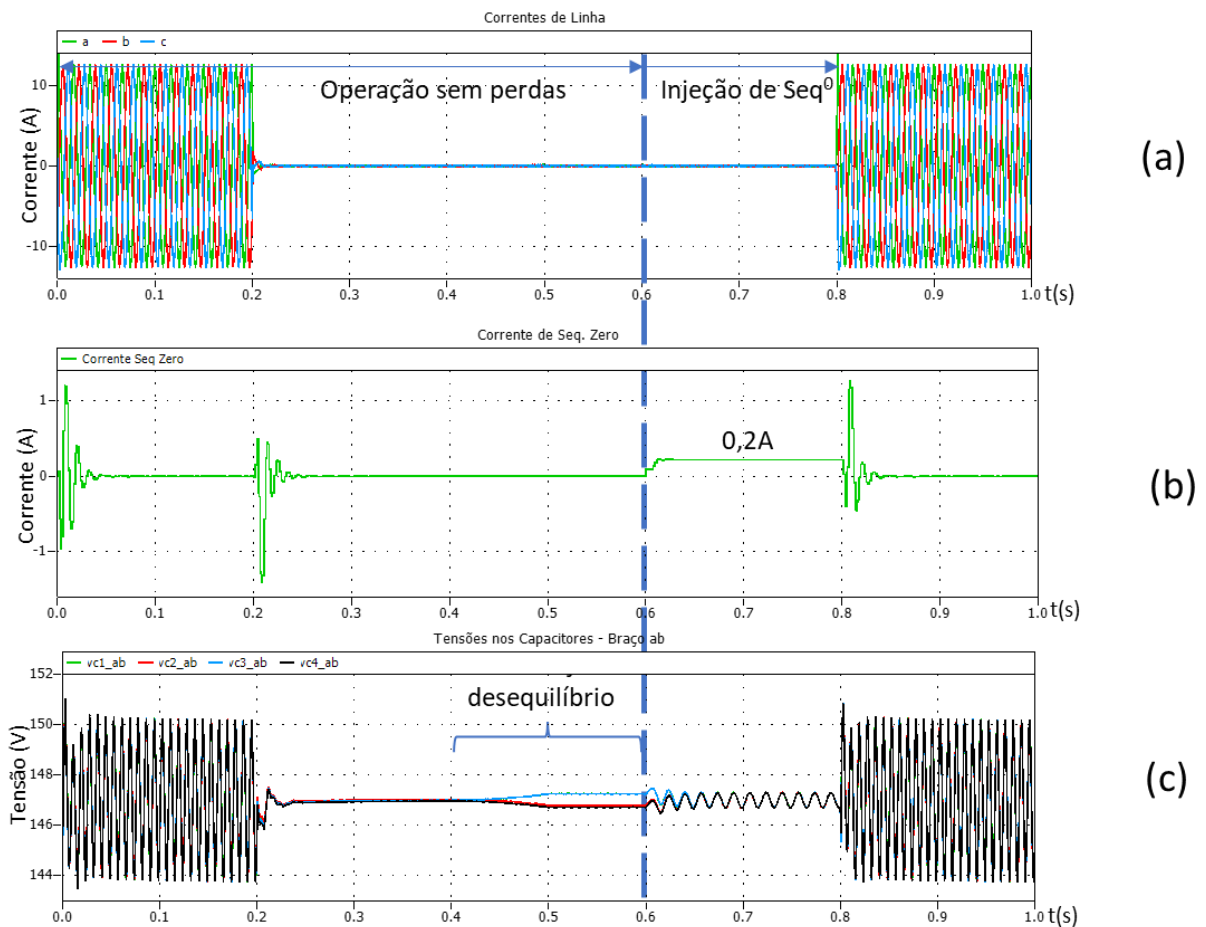 Correntes de Linha
a b c
Operação sem perdas
Injeção de Seq⁰
10
0
-10
Corrente (A)
0.0 0.1 0.2 0.3 0.4 0.5 0.6 0.7 0.8 0.9 1.0 t(s)
(a)
Corrente de Seq. Zero
Corrente Seq Zero
0,2A
1
0
-1
Corrente (A)
0.0 0.1 0.2 0.3 0.4 0.5 0.6 0.7 0.8 0.9 1.0 t(s)
(b)
Tensões nos Capacitores - Braço ab
vc1_ab vc2_ab vc3_ab vc4_ab
desequilíbrio
152
150
148
146
144
Tensão (V)
0.0 0.1 0.2 0.3 0.4 0.5 0.6 0.7 0.8 0.9 1.0 t(s)
(c)